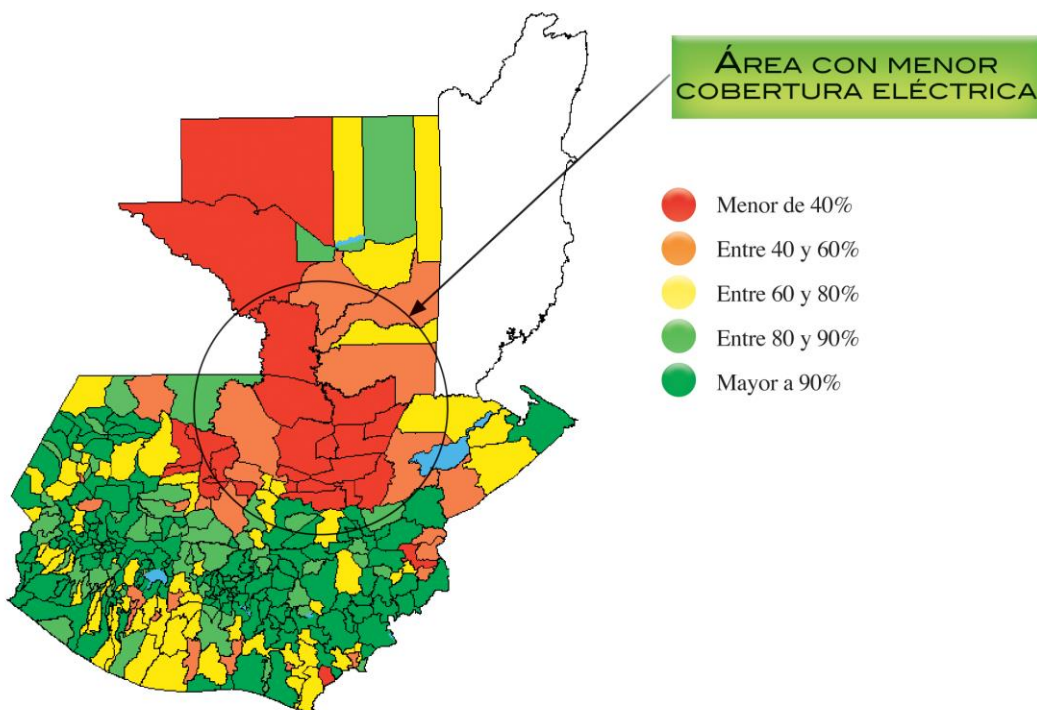 ÁREA CON MENOR
COBERTURA ELÉCTRICA
Menor de 40%
Entre 40 y 60%
Entre 60 y 80%
Entre 80 y 90%
Mayor a 90%